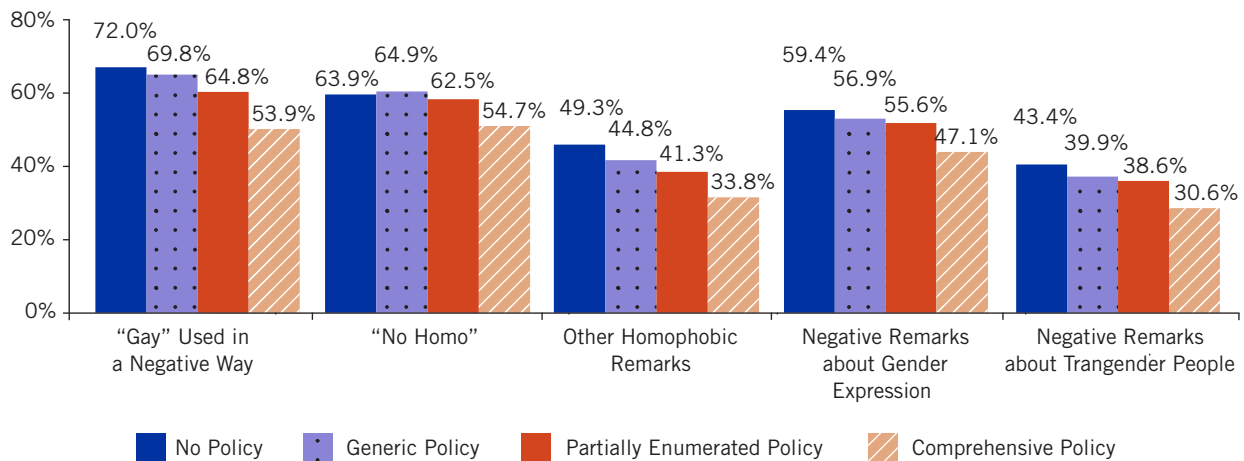 80%
60%
40%
20%
0%
72.0%
69.8%
64.8%
53.9%
63.9%
64.9%
62.5%
54.7%
49.3%
44.8%
41.3%
33.8%
59.4%
56.9%
55.6%
47.1%
43.4%
39.9%
38.6%
30.6%
“Gay” Used in
a Negative Way
“No Homo”
Other Homophobic
Remarks
Negative Remarks
about Gender
Expression
Negative Remarks
about Trangender People
No Policy
Generic Policy
Partially Enumerated Policy
Comprehensive Policy